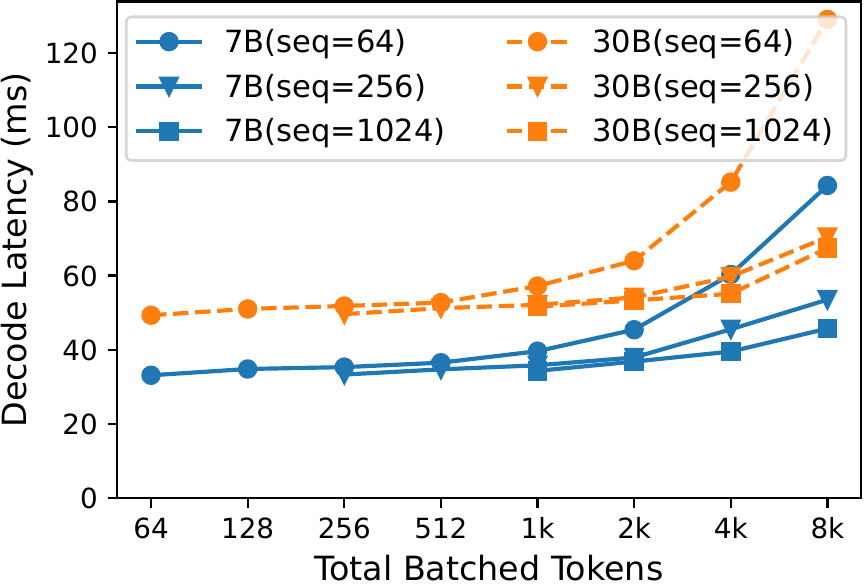 7B(seq=64)
7B(seq=256)
7B(seq=1024)
30B(seq=64)
30B(seq=256)
30B(seq=1024)
Decode Latency (ms)
120
100
80
60
40
20
0
64 128 256 512 1k 2k 4k 8k
Total Batched Tokens